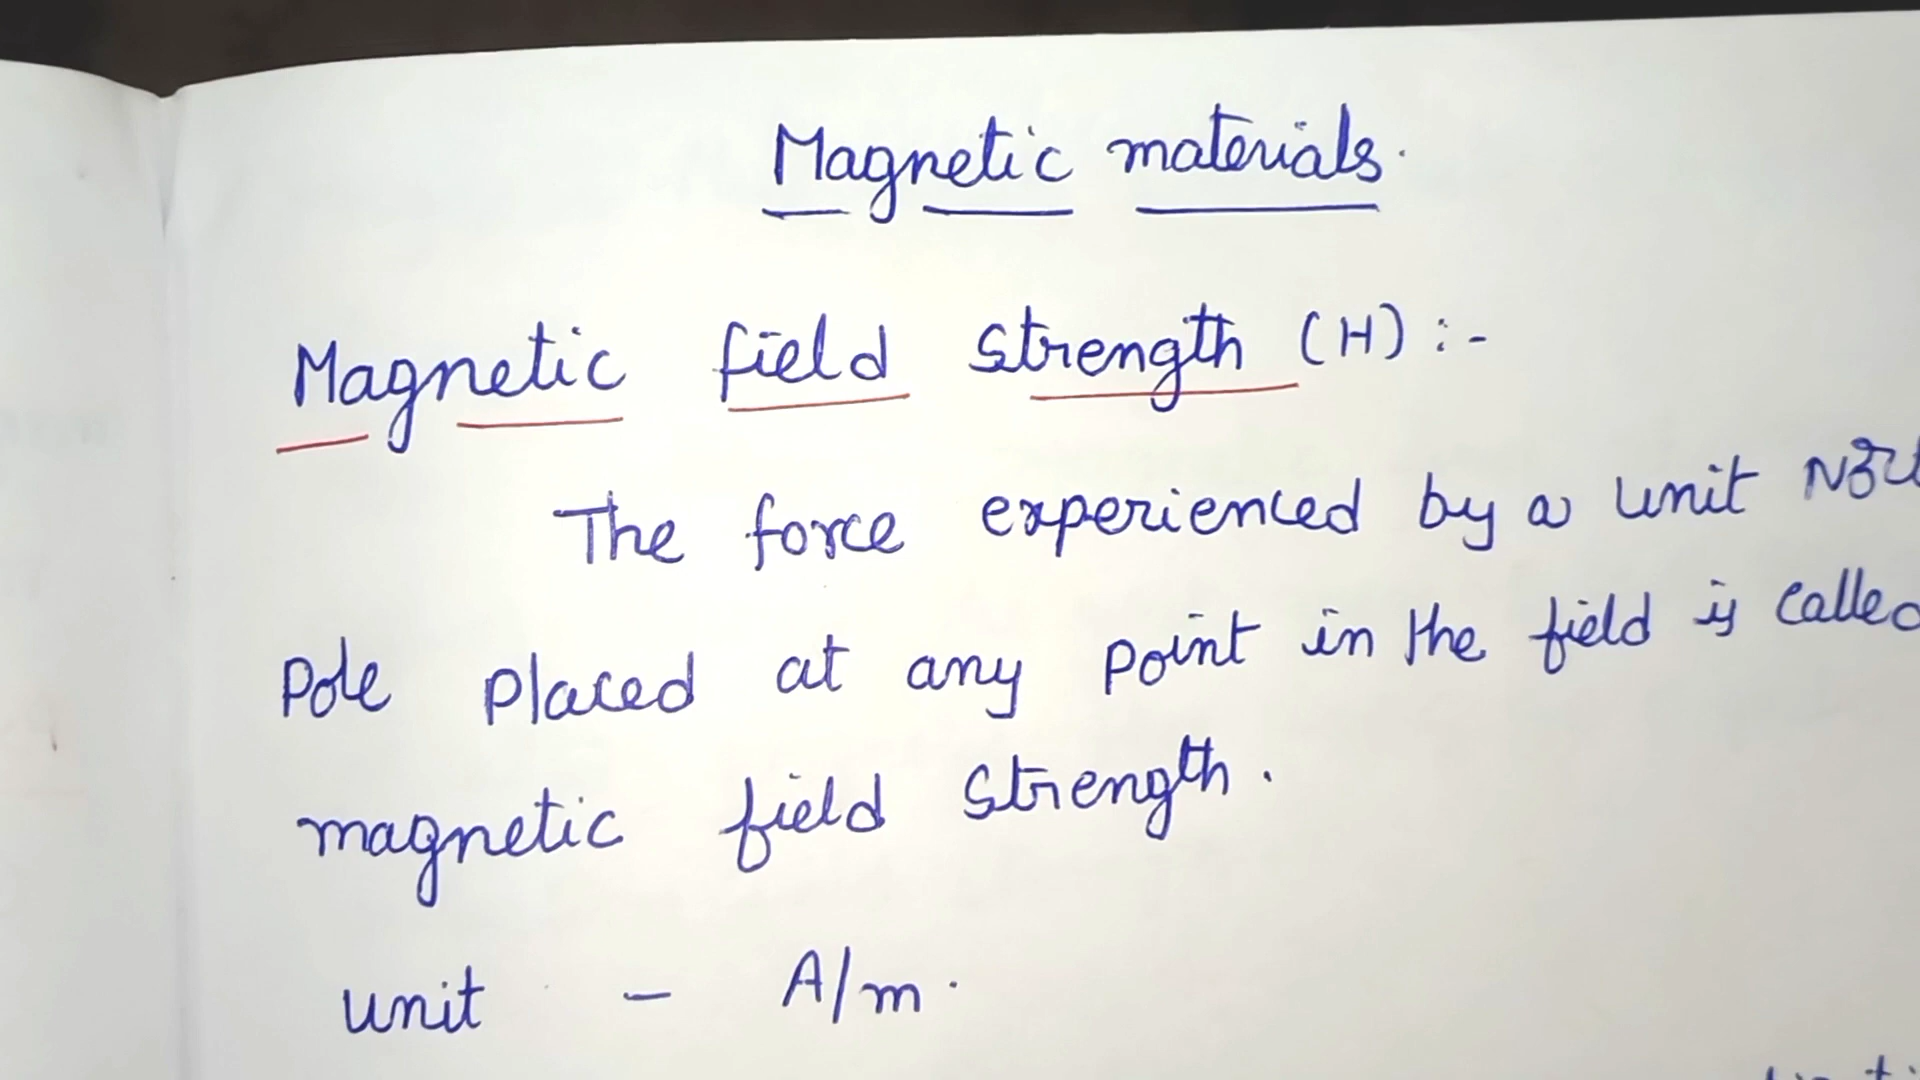 Magnetic materials.
Magnetic field strength (H) :-
The force experienced by a unit
Pole placed at any point in the field is called
magnetic field strength.
unit - A/m.